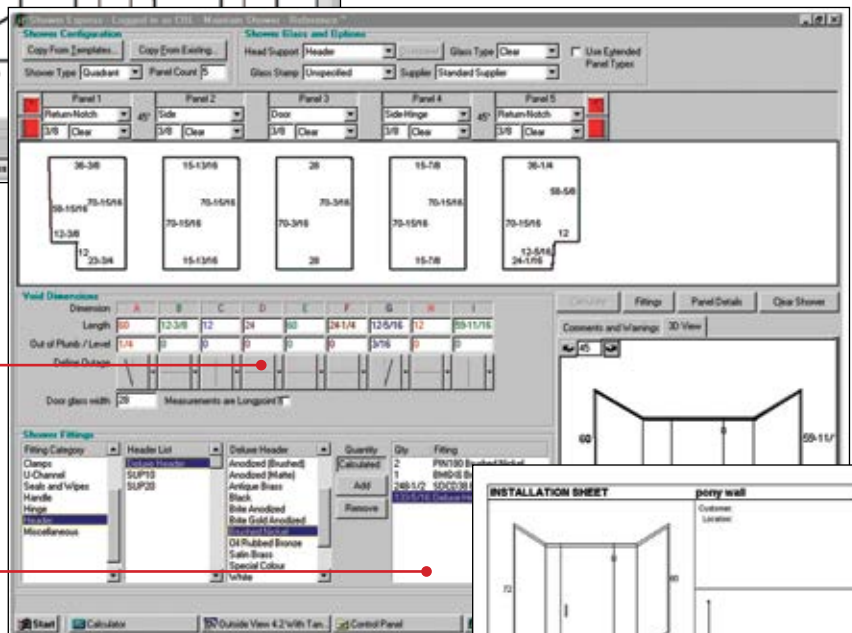 Shower Express - Logged in as CRL - Maintain Shower - Reference "
Shower Configuration
Shower Glass and Options
Copy From Templates...
Copy From Existing...
Head Support Header
Glass Type Clear
Use Extended Panel Types
Shower Type Quadrant
Panel Count 5
Glass Stamp Unspecified
Supplier Standard Supplier
Panel 1 Panel 2 Panel 3 Panel 4 Panel 5
Return-Notch 45° Side Door Side-Hinge 45° Return-Notch
3/8 Clear 3/8 Clear 3/8 Clear 3/8 Clear 3/8 Clear
36-3/8 15-13/16 28 15-7/8 36-1/4
58-5/8
58-15/16 70-15/16 70-15/16 70-3/16 70-15/16
70-15/16 70-3/16 70-15/16 70-15/16
12-3/8 12
12 12-5/16
23-3/4 15-13/16 28 15-7/8 24-1/16
Void Dimensions
Dimension A B C D E F G H I
Length 60 12-3/8 12 24 60 24-1/4 12-5/16 12 59-11/16
Out of Plumb / Level 1/4 0 0 0 0 0 3/16 0 0
Define Outage
Door glass width 28
Measurements are Longpoint
Fittings
Panel Details
Clear Shower
Comments and Warnings
3D View
45
60
59-11/
Shower Fittings
Fitting Category
Clamps
U-Channel
Seals and Wipes
Handle
Hinge
Header
Miscellaneous
Header List
Deluxe Header
SUP10
SUP20
Deluxe Header
Anodized (Brushed)
Anodized (Matte)
Antique Brass
Black
Brite Anodized
Brite Gold Anodized
Brushed Nickel
Oil Rubbed Bronze
Satin Brass
Special Colour
White
Quantity
Calculated
Add
Remove
Qty Fitting
2 PIN180 Brushed Nickel
1
248-1/2
Deluxe
INSTALLATION SHEET
pony wall
Customer:
Location:
72
80
Start
Calculator
Outside View 4.2 With Tan...
Control Panel